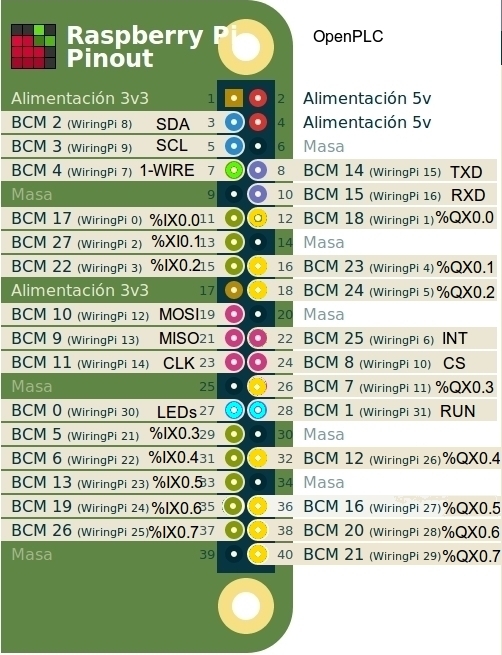 Raspberry Pi
Pinout
OpenPLC
Alimentación 3v3 1 2 Alimentación 5v
BCM 2 (WiringPi 8) SDA 3 4 Alimentación 5v
BCM 3 (WiringPi 9) SCL 5 6 Masa
BCM 4 (WiringPi 7) 1-WIRE 7 8 BCM 14 (WiringPi 15) TXD
Masa 9 10 BCM 15 (WiringPi 16) RXD
BCM 17 (WiringPi 0) %IX0.0 11 12 BCM 18 (WiringPi 1) %QX0.0
BCM 27 (WiringPi 2) %XI0.1 13 14 Masa
BCM 22 (WiringPi 3) %IX0.2 15 16 BCM 23 (WiringPi 4) %QX0.1
Alimentación 3v3 17 18 BCM 24 (WiringPi 5) %QX0.2
BCM 10 (WiringPi 12) MOSI 19 20 Masa
BCM 9 (WiringPi 13) MISO 21 22 BCM 25 (WiringPi 6) INT
BCM 11 (WiringPi 14) CLK 23 24 BCM 8 (WiringPi 10) CS
Masa 25 26 BCM 7 (WiringPi 11) %QX0.3
BCM 0 (WiringPi 30) LEDs 27 28 BCM 1 (WiringPi 31) RUN
BCM 5 (WiringPi 21) %IX0.3 29 30 Masa
BCM 6 (WiringPi 22) %IX0.4 31 32 BCM 12 (WiringPi 26) %QX0.4
BCM 13 (WiringPi 23) %IX0.5 33 34 Masa
BCM 19 (WiringPi 24) %IX0.6 35 36 BCM 16 (WiringPi 27) %QX0.5
BCM 26 (WiringPi 25) %IX0.7 37 38 BCM 20 (WiringPi 28) %QX0.6
Masa 39 40 BCM 21 (WiringPi 29) %QX0.7